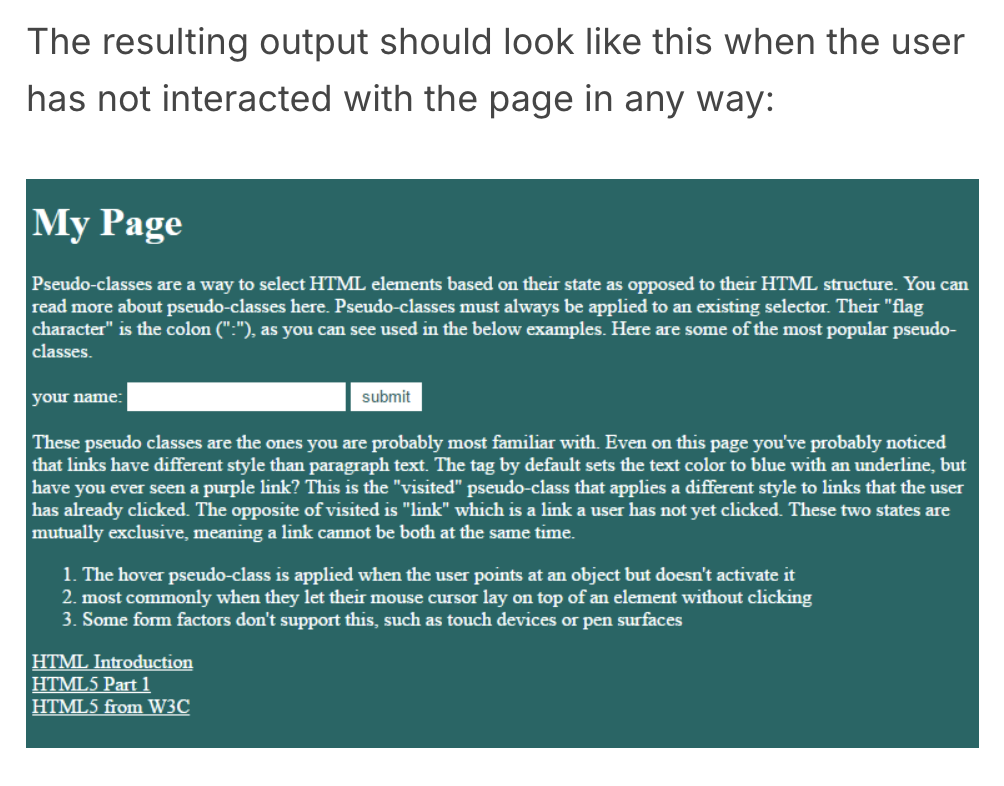 The resulting output should look like this when the user
has not interacted with the page in any way:
My Page
Pseudo-classes are a way to select HTML elements based on their state as opposed to their HTML structure. You can
read more about pseudo-classes here. Pseudo-classes must always be applied to an existing selector. Their "flag
character" is the colon (":"), as you can see used in the below examples. Here are some of the most popular pseudo-
classes.
your name: submit
These pseudo classes are the ones you are probably most familiar with. Even on this page you've probably noticed
that links have different style than paragraph text. The tag by default sets the text color to blue with an underline, but
have you ever seen a purple link? This is the "visited" pseudo-class that applies a different style to links that the user
has already clicked. The opposite of visited is "link" which is a link a user has not yet clicked. These two states are
mutually exclusive, meaning a link cannot be both at the same time.
1. The hover pseudo-class is applied when the user points at an object but doesn't activate it
2. most commonly when they let their mouse cursor lay on top of an element without clicking
3. Some form factors don't support this, such as touch devices or pen surfaces
HTML Introduction
HTML5 Part 1
HTML5 from W3C